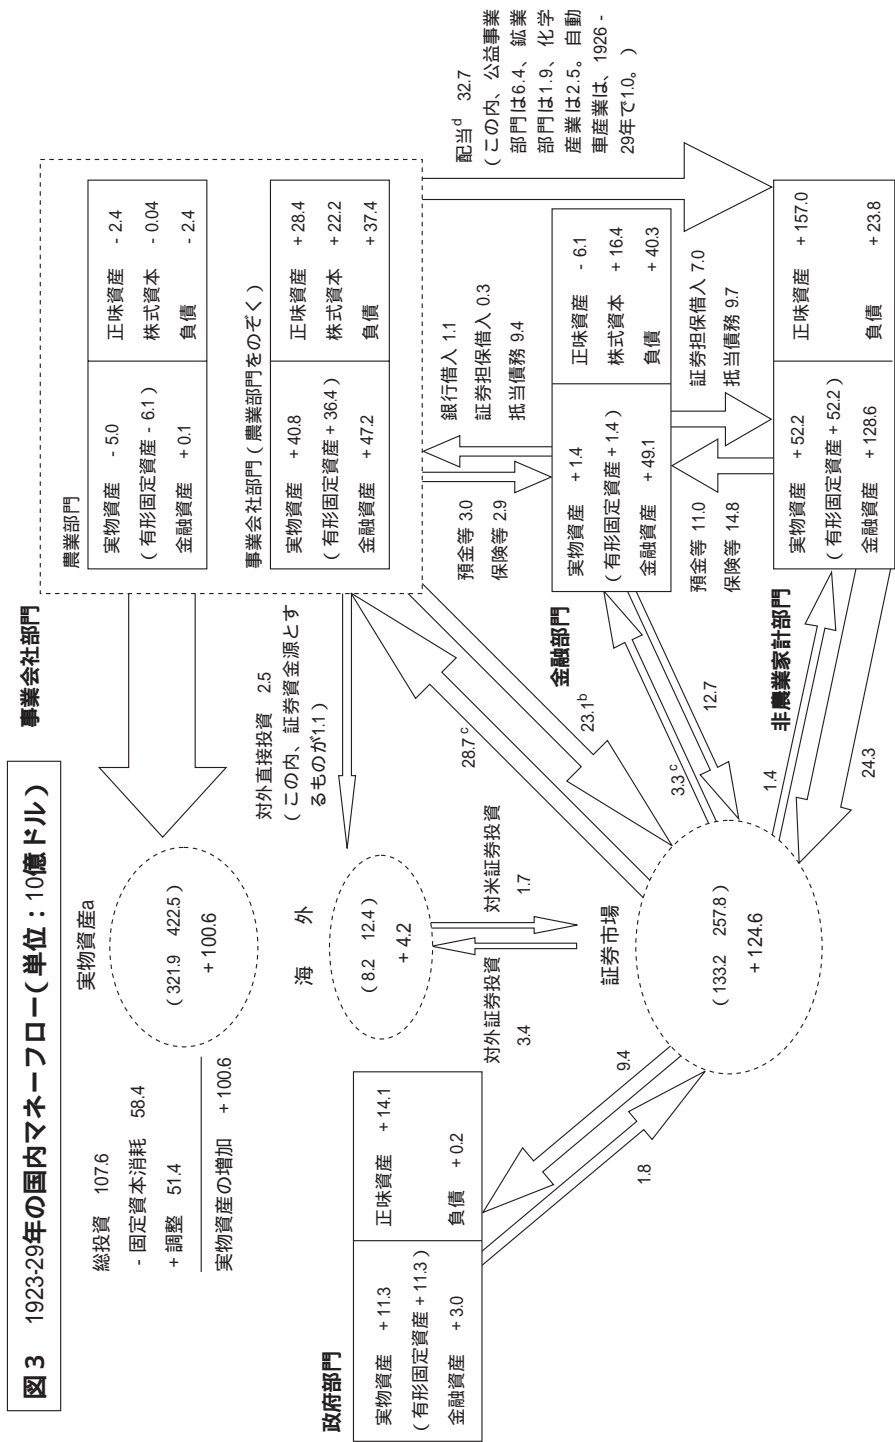 図3 1923-29年の国内マネーフロー(単位：10億ドル)
実物資産a
(321.9 422.5)
+100.6
総投資 107.6
-固定資本消耗 58.4
+調整 51.4
実物資産の増加 +100.6
事業会社部門
農業部門
実物資産 -5.0
(有形固定資産-6.1)
金融資産 +0.1
正味資産 -2.4
株式資本 -0.04
負債 -2.4
事業会社部門(農業部門をのぞく)
実物資産 +40.8
(有形固定資産+36.4)
金融資産 +47.2
正味資産 +28.4
株式資本 +22.2
負債 +37.4
対外直接投資 2.5
(この内、証券資金源とす
るものが1.1)
海 外
(8.2 12.4)
+4.2
対外証券投資
3.4
対米証券投資
1.7
28.7c
23.1b
預金等 3.0
保険等 2.9
銀行借入 1.1
証券担保借入 0.3
抵当債務 9.4
配当d 32.7
(この内、公益事業
部門は6.4、鉱業
部門は1.9、化学
産業は2.5。自動
車産業は、1926-
29年で1.0。)
金融部門
実物資産 +1.4
(有形固定資産+1.4)
金融資産 +49.1
正味資産 -6.1
株式資本 +16.4
負債 +40.3
3.3c
12.7
預金等 11.0
保険等 14.8
証券担保借入 7.0
抵当債務 9.7
政府部門
実物資産 +11.3
(有形固定資産+11.3)
金融資産 +3.0
正味資産 +14.1
負債 +0.2
9.4
1.8
証券市場
(133.2 257.8)
+124.6
1.4
24.3
非農業家計部門
実物資産 +52.2
(有形固定資産+52.2)
金融資産 +128.6
正味資産 +157.0
負債 +23.8